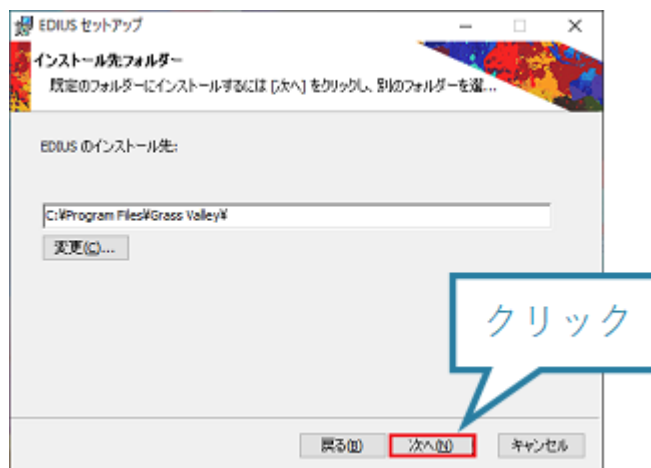 EDIUS セットアップ
インストール先フォルダー
既定のフォルダーにインストールするには [次へ] をクリックし、別のフォルダーを選...
EDIUS のインストール先:
C:¥Program Files¥Grass Valley¥
変更(C)...
クリック
戻る(B) 次へ(N) キャンセル